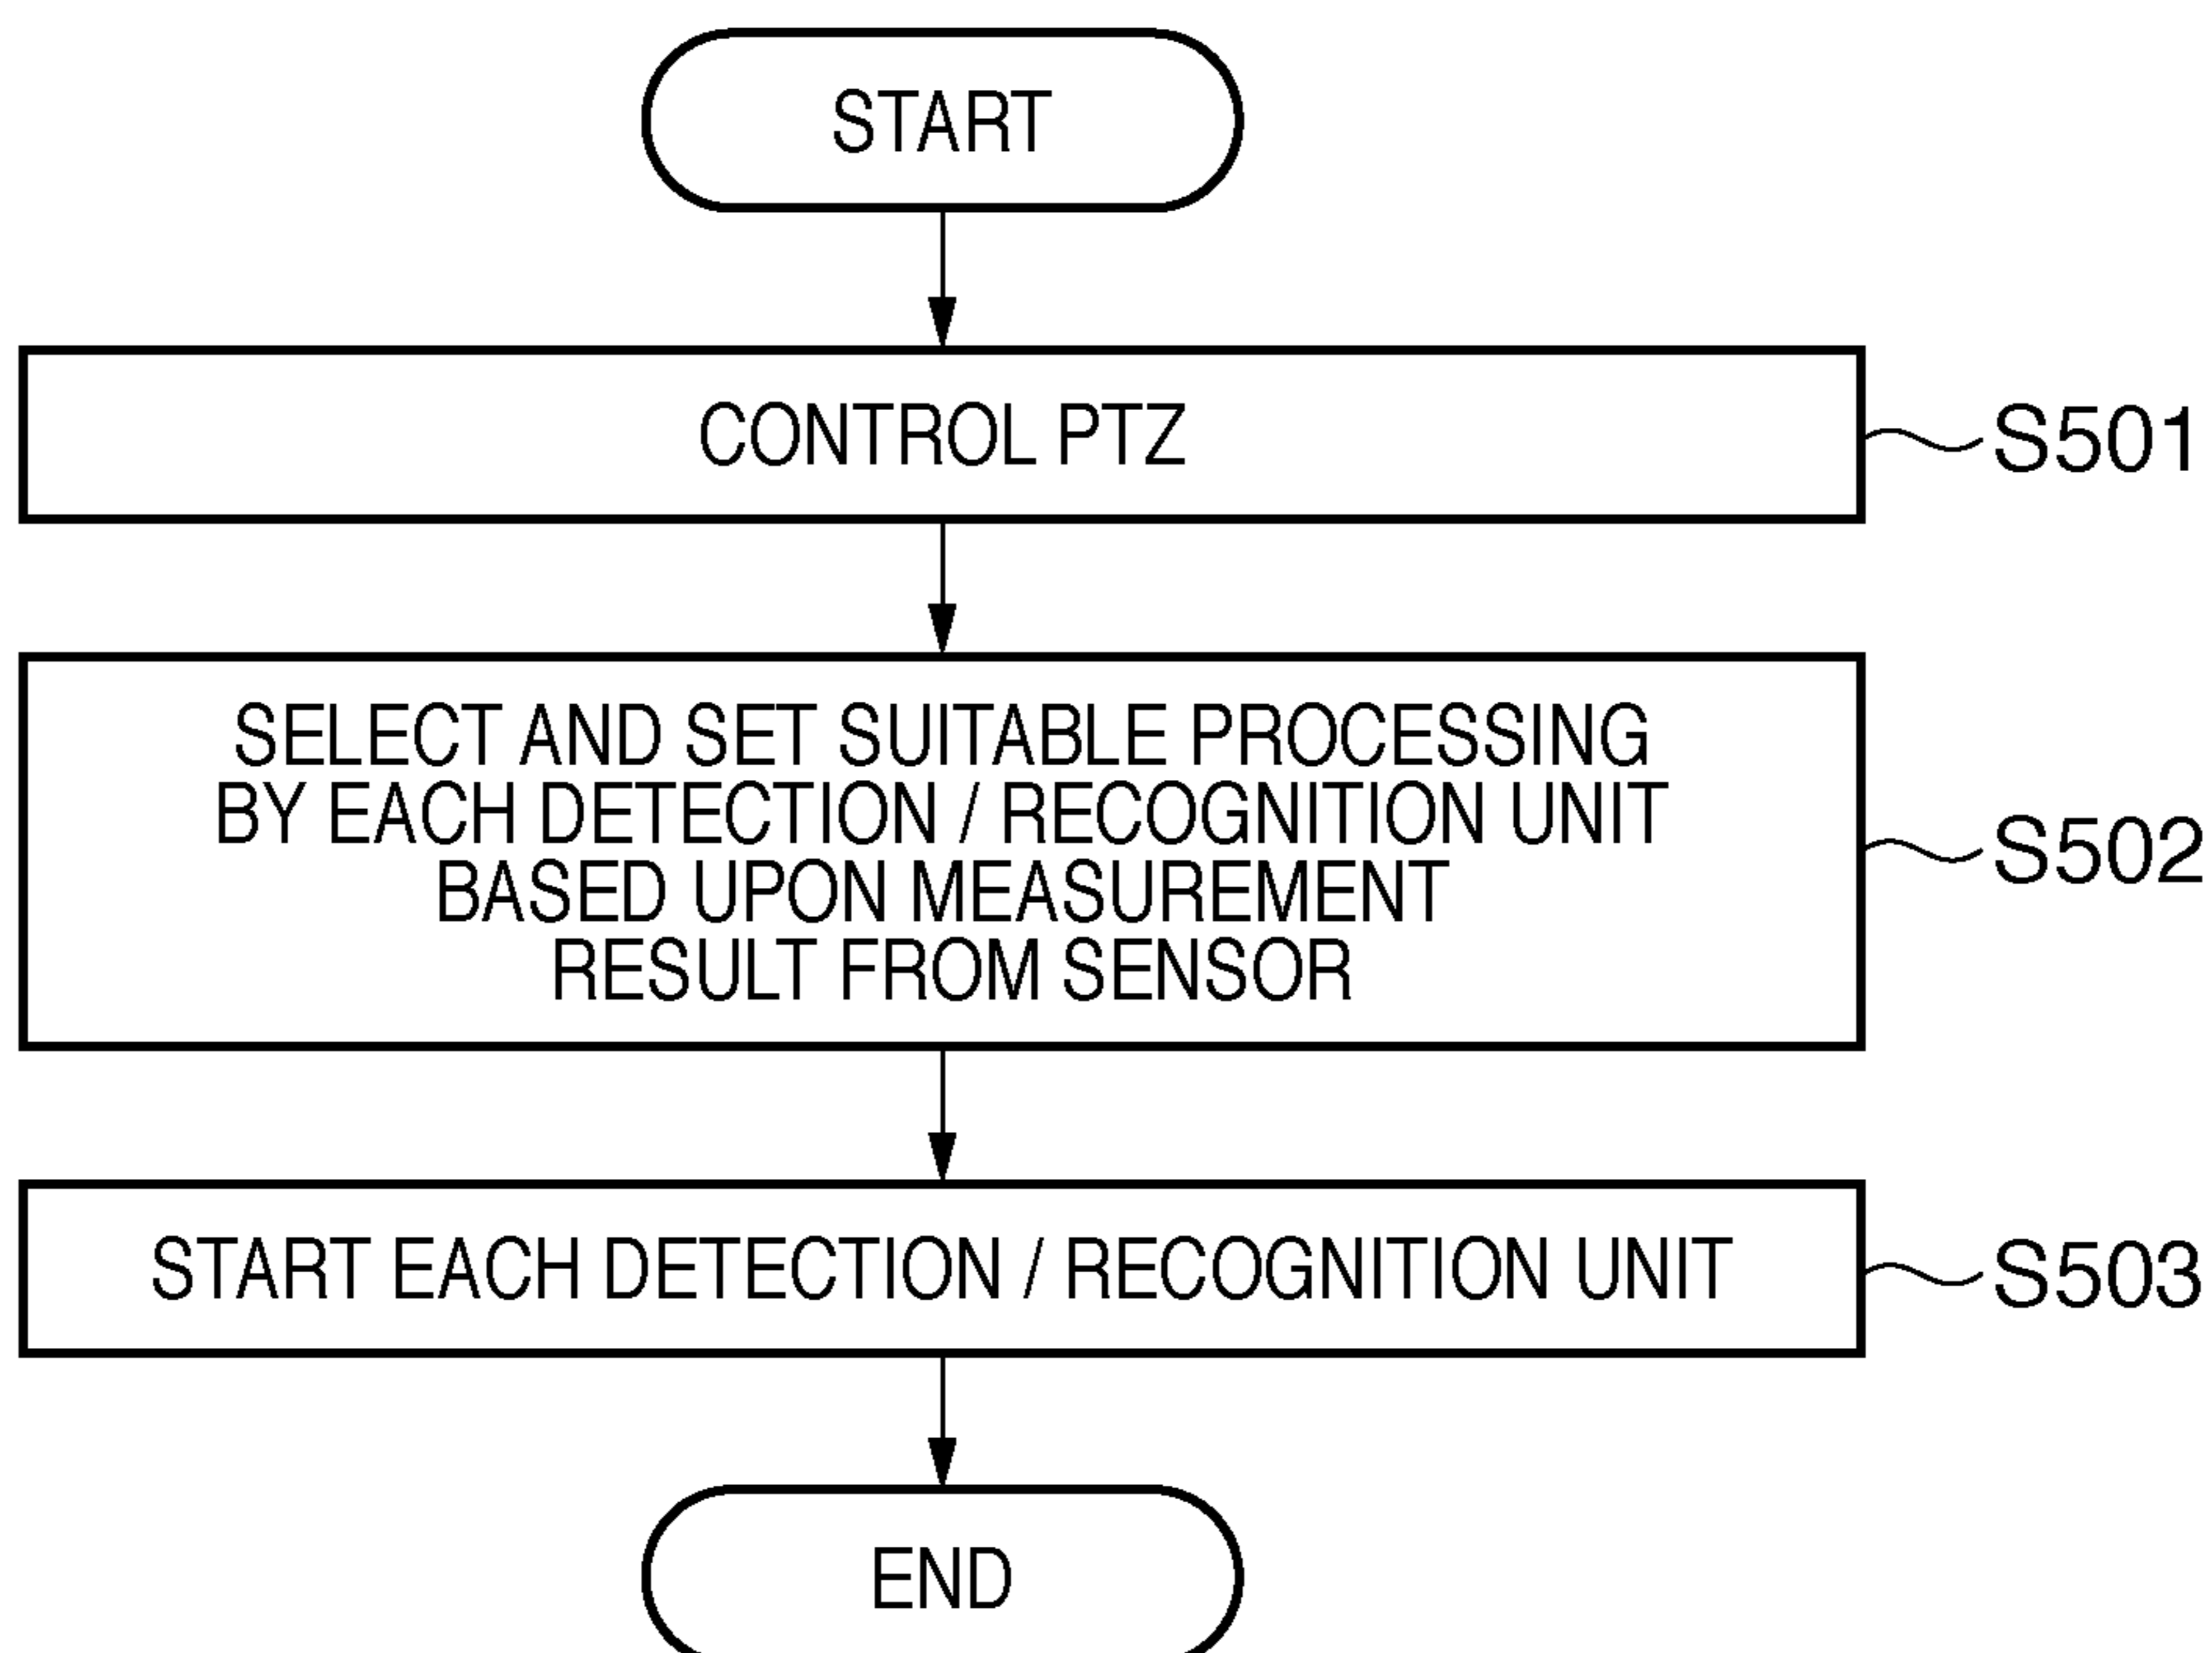 START
CONTROL PTZ
S501
SELECT AND SET SUITABLE PROCESSING
BY EACH DETECTION / RECOGNITION UNIT
BASED UPON MEASUREMENT
RESULT FROM SENSOR
S502
START EACH DETECTION / RECOGNITION UNIT
S503
END